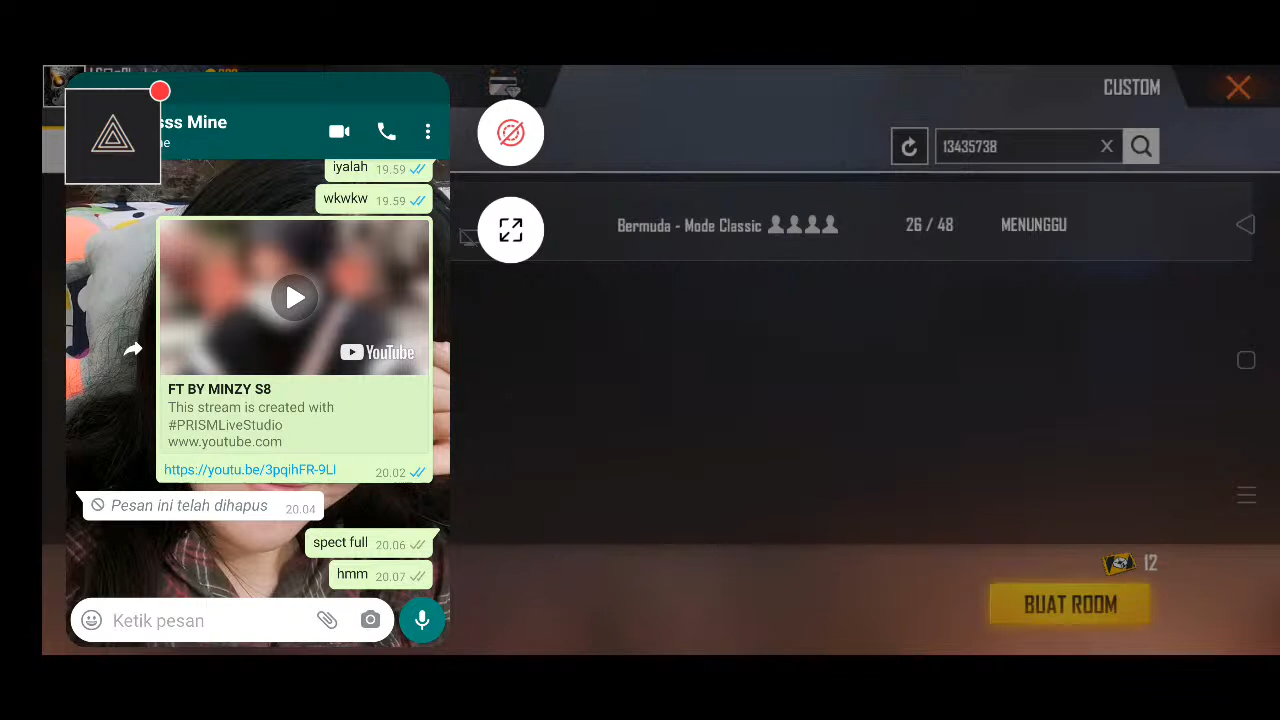 sss Mine
ne
iyalah 19.59
wkwkw 19.59
YouTube
FT BY MINZY S8
This stream is created with
#PRISMLiveStudio
www.youtube.com
https://youtu.be/3pqihFR-9LI 20.02
Pesan ini telah dihapus 20.04
spect full 20.06
hmm 20.07
Ketik pesan
CUSTOM
13435738 X
Bermuda - Mode Classic 26 / 48 MENUNGGU
12
BUAT ROOM